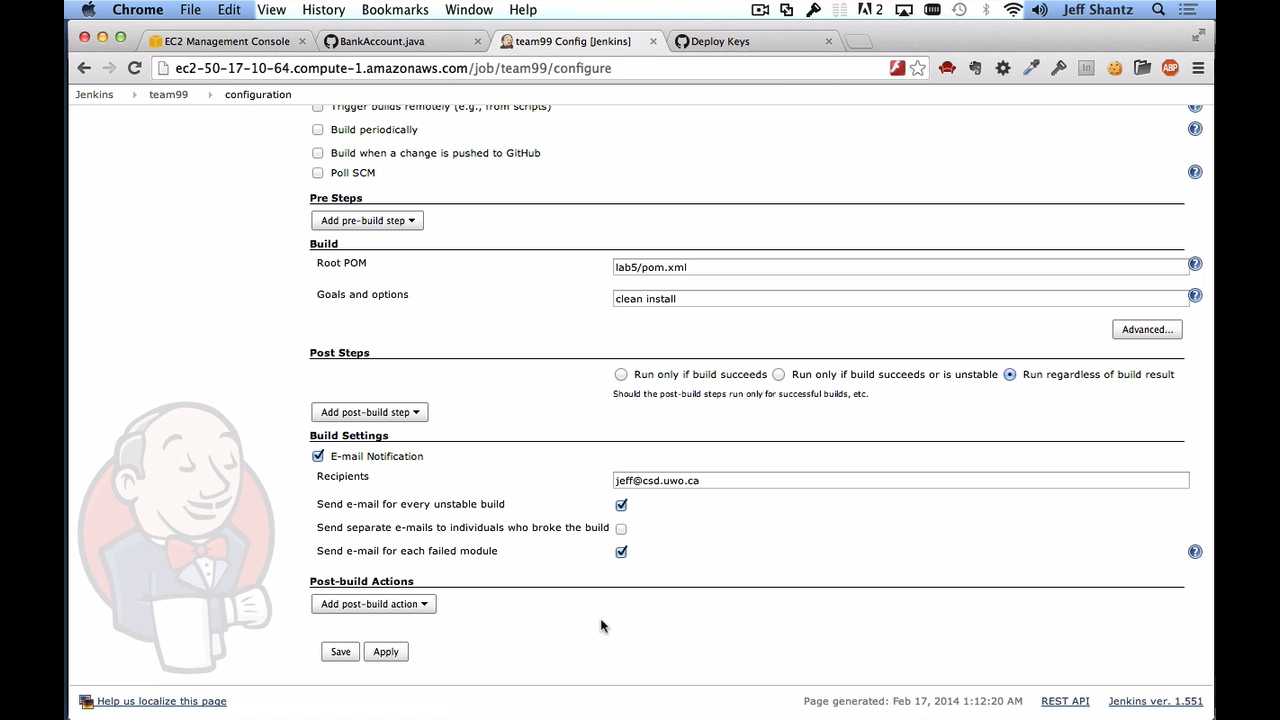 Chrome File Edit View History Bookmarks Window Help 2 Jeff Shantz
EC2 Management Console BankAccount.java team99 Config [Jenkins] Deploy Keys
ec2-50-17-10-64.compute-1.amazonaws.com/job/team99/configure ABP
Jenkins team99 configuration
Trigger builds remotely (e.g., from scripts)
Build periodically
Build when a change is pushed to GitHub
Poll SCM
Pre Steps
Add pre-build step
Build
Root POM lab5/pom.xml
Goals and options clean install
Advanced...
Post Steps
Run only if build succeeds Run only if build succeeds or is unstable Run regardless of build result
Should the post-build steps run only for successful builds, etc.
Add post-build step
Build Settings
E-mail Notification
Recipients jeff@csd.uwo.ca
Send e-mail for every unstable build
Send separate e-mails to individuals who broke the build
Send e-mail for each failed module
Post-build Actions
Add post-build action
Save Apply
Help us localize this page Page generated: Feb 17, 2014 1:12:20 AM REST API Jenkins ver. 1.551